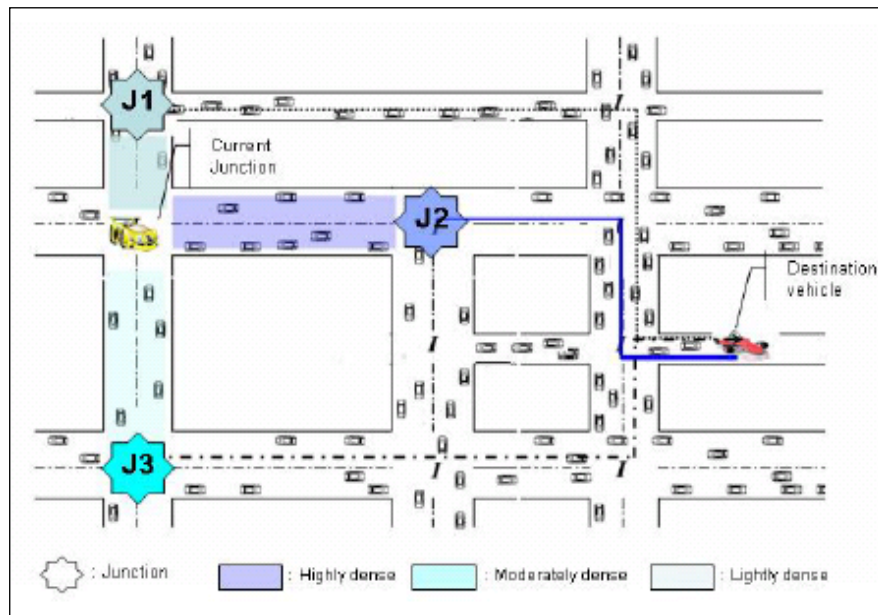 J1
Current
Junction
J2
Destination
vehicle
J3
: Junction
: Highly dense
: Moderately dense
: Lightly dense